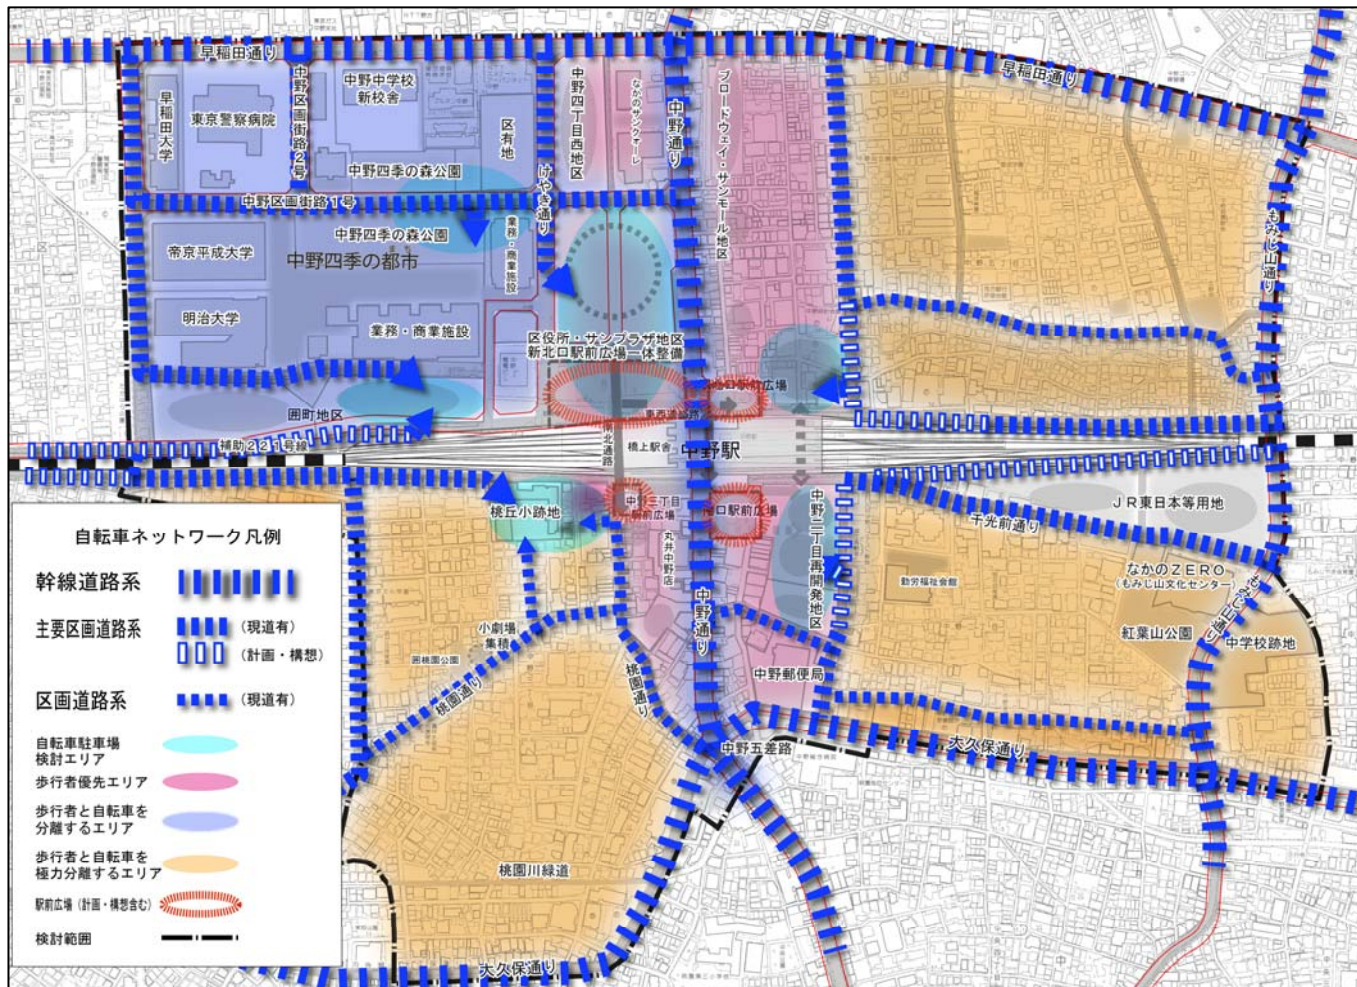 早稲田通り
早稲田通り
中野区画街路2号
中野中学校
新校舎
早稲田大学
東京警察病院
区有地
中野四季の森公園
けやき通り
中野四丁目西地区
なかのサンクォーレ
中野通り
ブロードウェイ・サンモール地区
もみじ山通り
中野区画街路1号
帝京平成大学
中野四季の森公園
中野四季の都市
業務・商業施設
明治大学
業務・商業施設
区役所・サンプラザ地区
新北口駅前広場一体整備
囲町地区
東西連絡路
補助221号線
南北通路
橋上駅舎
中野駅
桃丘小跡地
中野三丁目
駅前広場
南口駅前広場
中野二丁目再開発地区
JR東日本等用地
千光前通り
丸井中野店
勤労福祉会館
なかのZERO
(もみじ山文化センター)
もみじ山通り
紅葉山公園
中学校跡地
小劇場
集積
囲桃園公園
桃園通り
桃園通り
中野通り
中野郵便局
中野五差路
大久保通り
桃園川緑道
大久保通り
自転車ネットワーク凡例
幹線道路系
主要区画道路系
(現道有)
(計画・構想)
区画道路系
(現道有)
自転車駐車場
検討エリア
歩行者優先エリア
歩行者と自転車を
分離するエリア
歩行者と自転車を
極力分離するエリア
駅前広場(計画・構想含む)
検討範囲